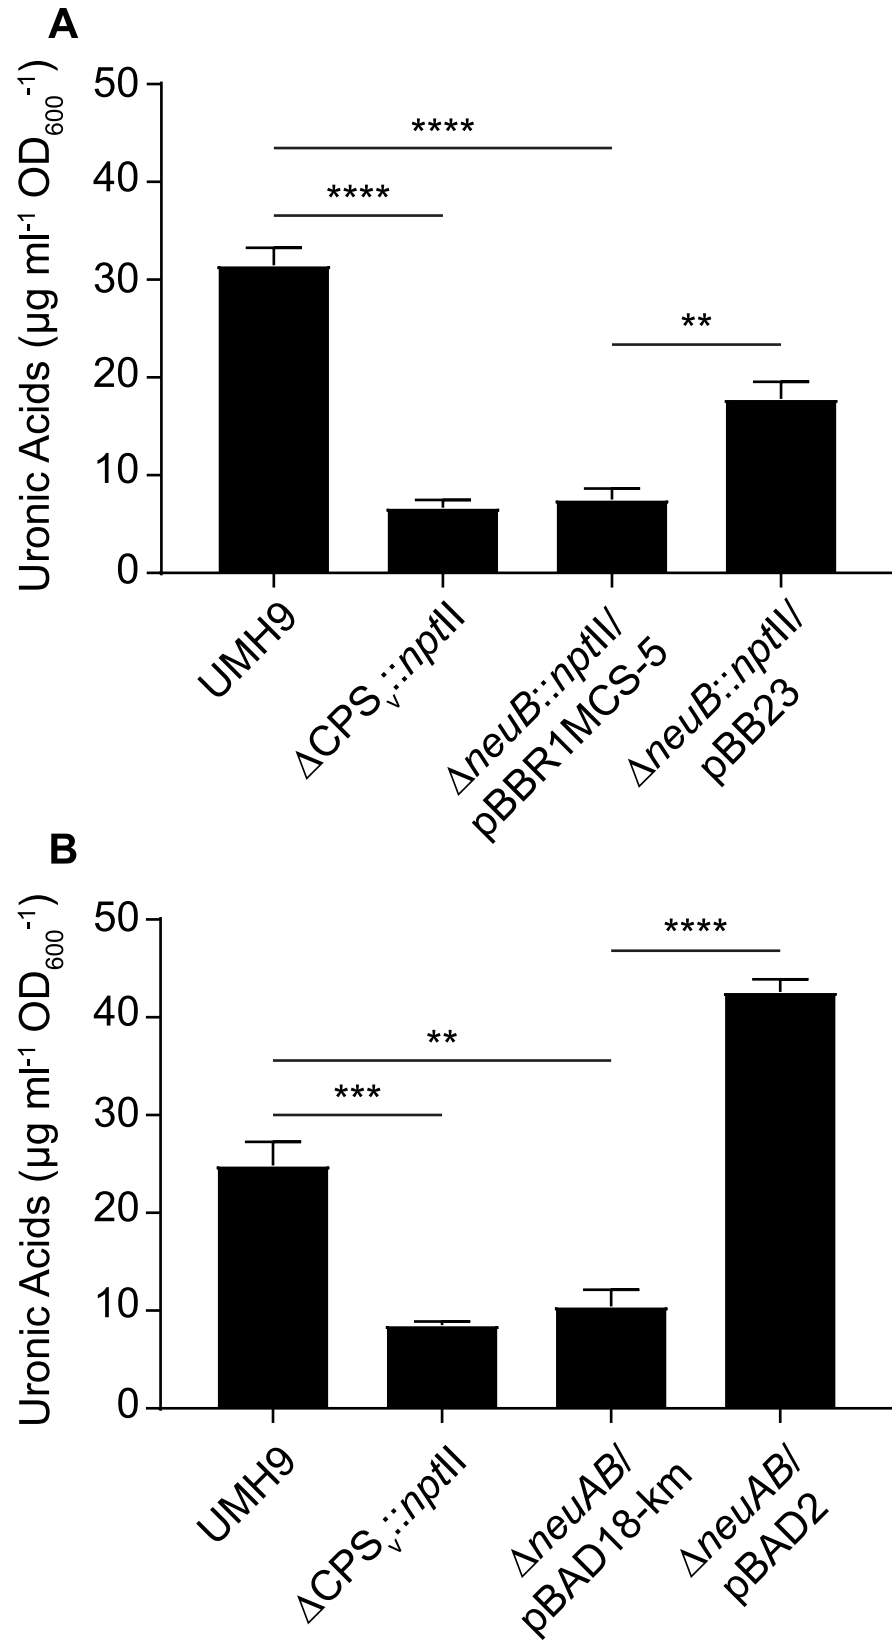 A
Uronic Acids (µg ml-1 OD600-1)
50
40
30
20
10
0
****
****
**
UMH9
ΔCPSv::nptII
ΔneuB::nptII/
pBBR1MCS-5
ΔneuB::nptII/
pBB23
B
Uronic Acids (µg ml-1 OD600-1)
50
40
30
20
10
0
****
**
***
UMH9
ΔCPSv::nptII
ΔneuAB/
pBAD18-km
ΔneuAB/
pBAD2